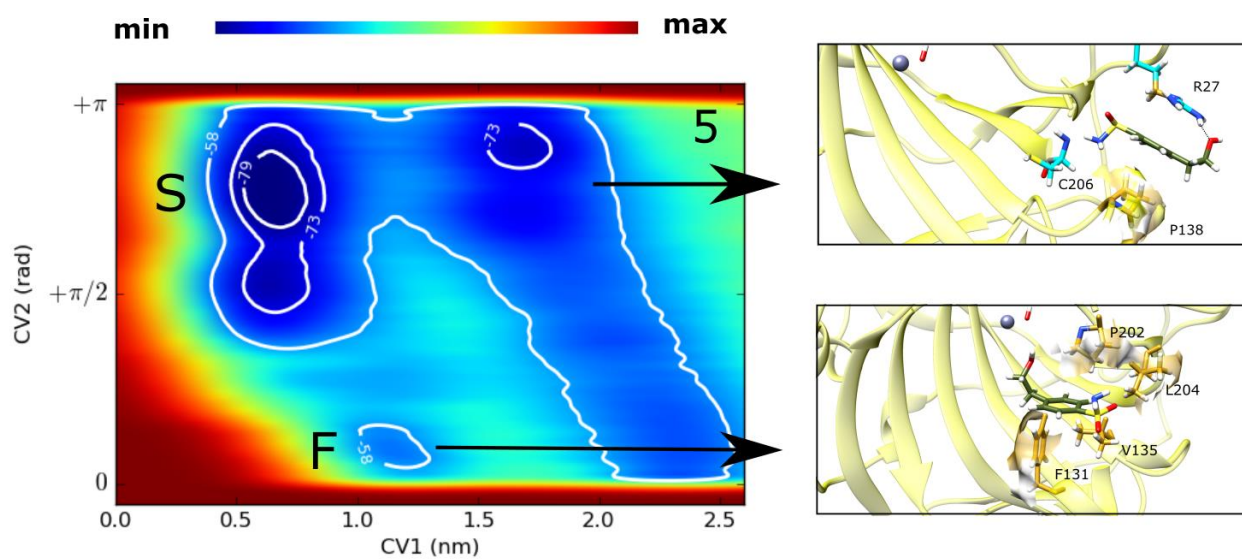 min max
+π
+π/2
0
CV2 (rad)
S
5
F
-58
-79
-73
-73
-58
0.0 0.5 1.0 1.5 2.0 2.5
CV1 (nm)
R27
C206
P138
P202
L204
V135
F131